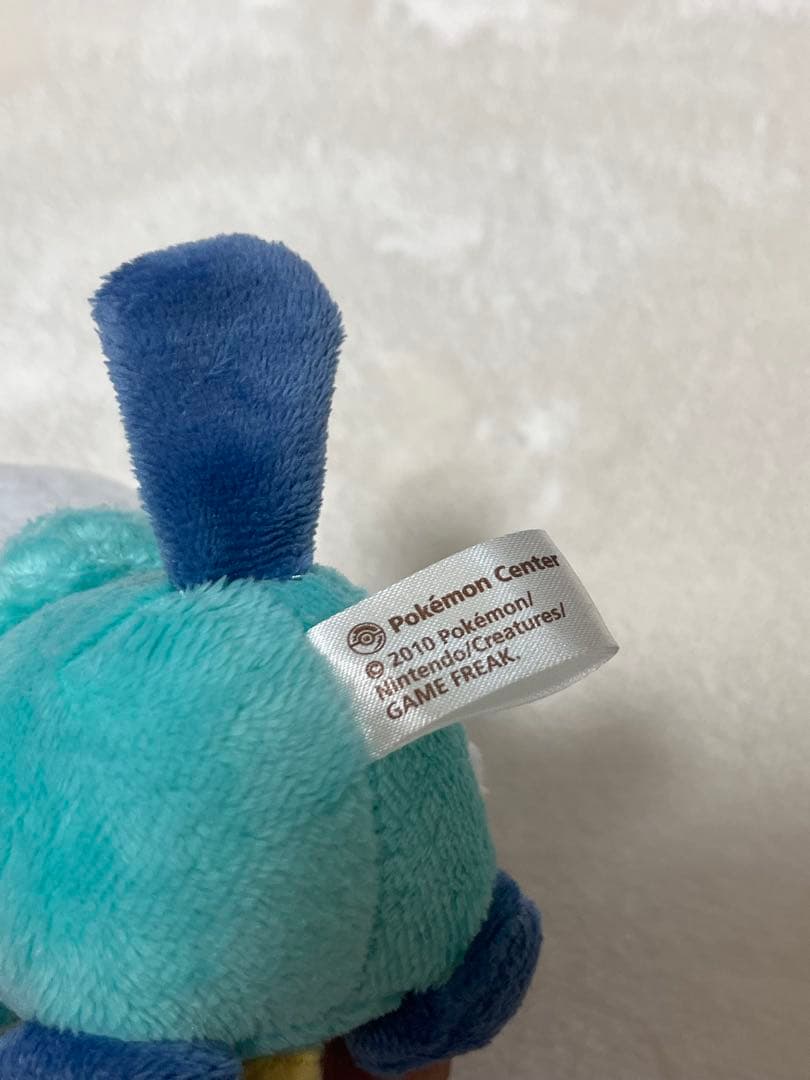 Pokémon Center
© 2010 Pokémon/
Nintendo/Creatures/
GAME FREAK.